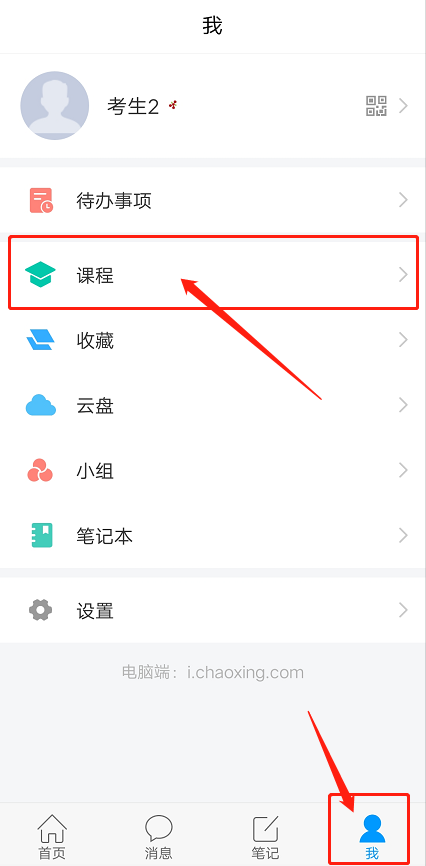 我
考生2
待办事项
课程
收藏
云盘
小组
笔记本
设置
电脑端：i.chaoxing.com
首页
消息
笔记
我